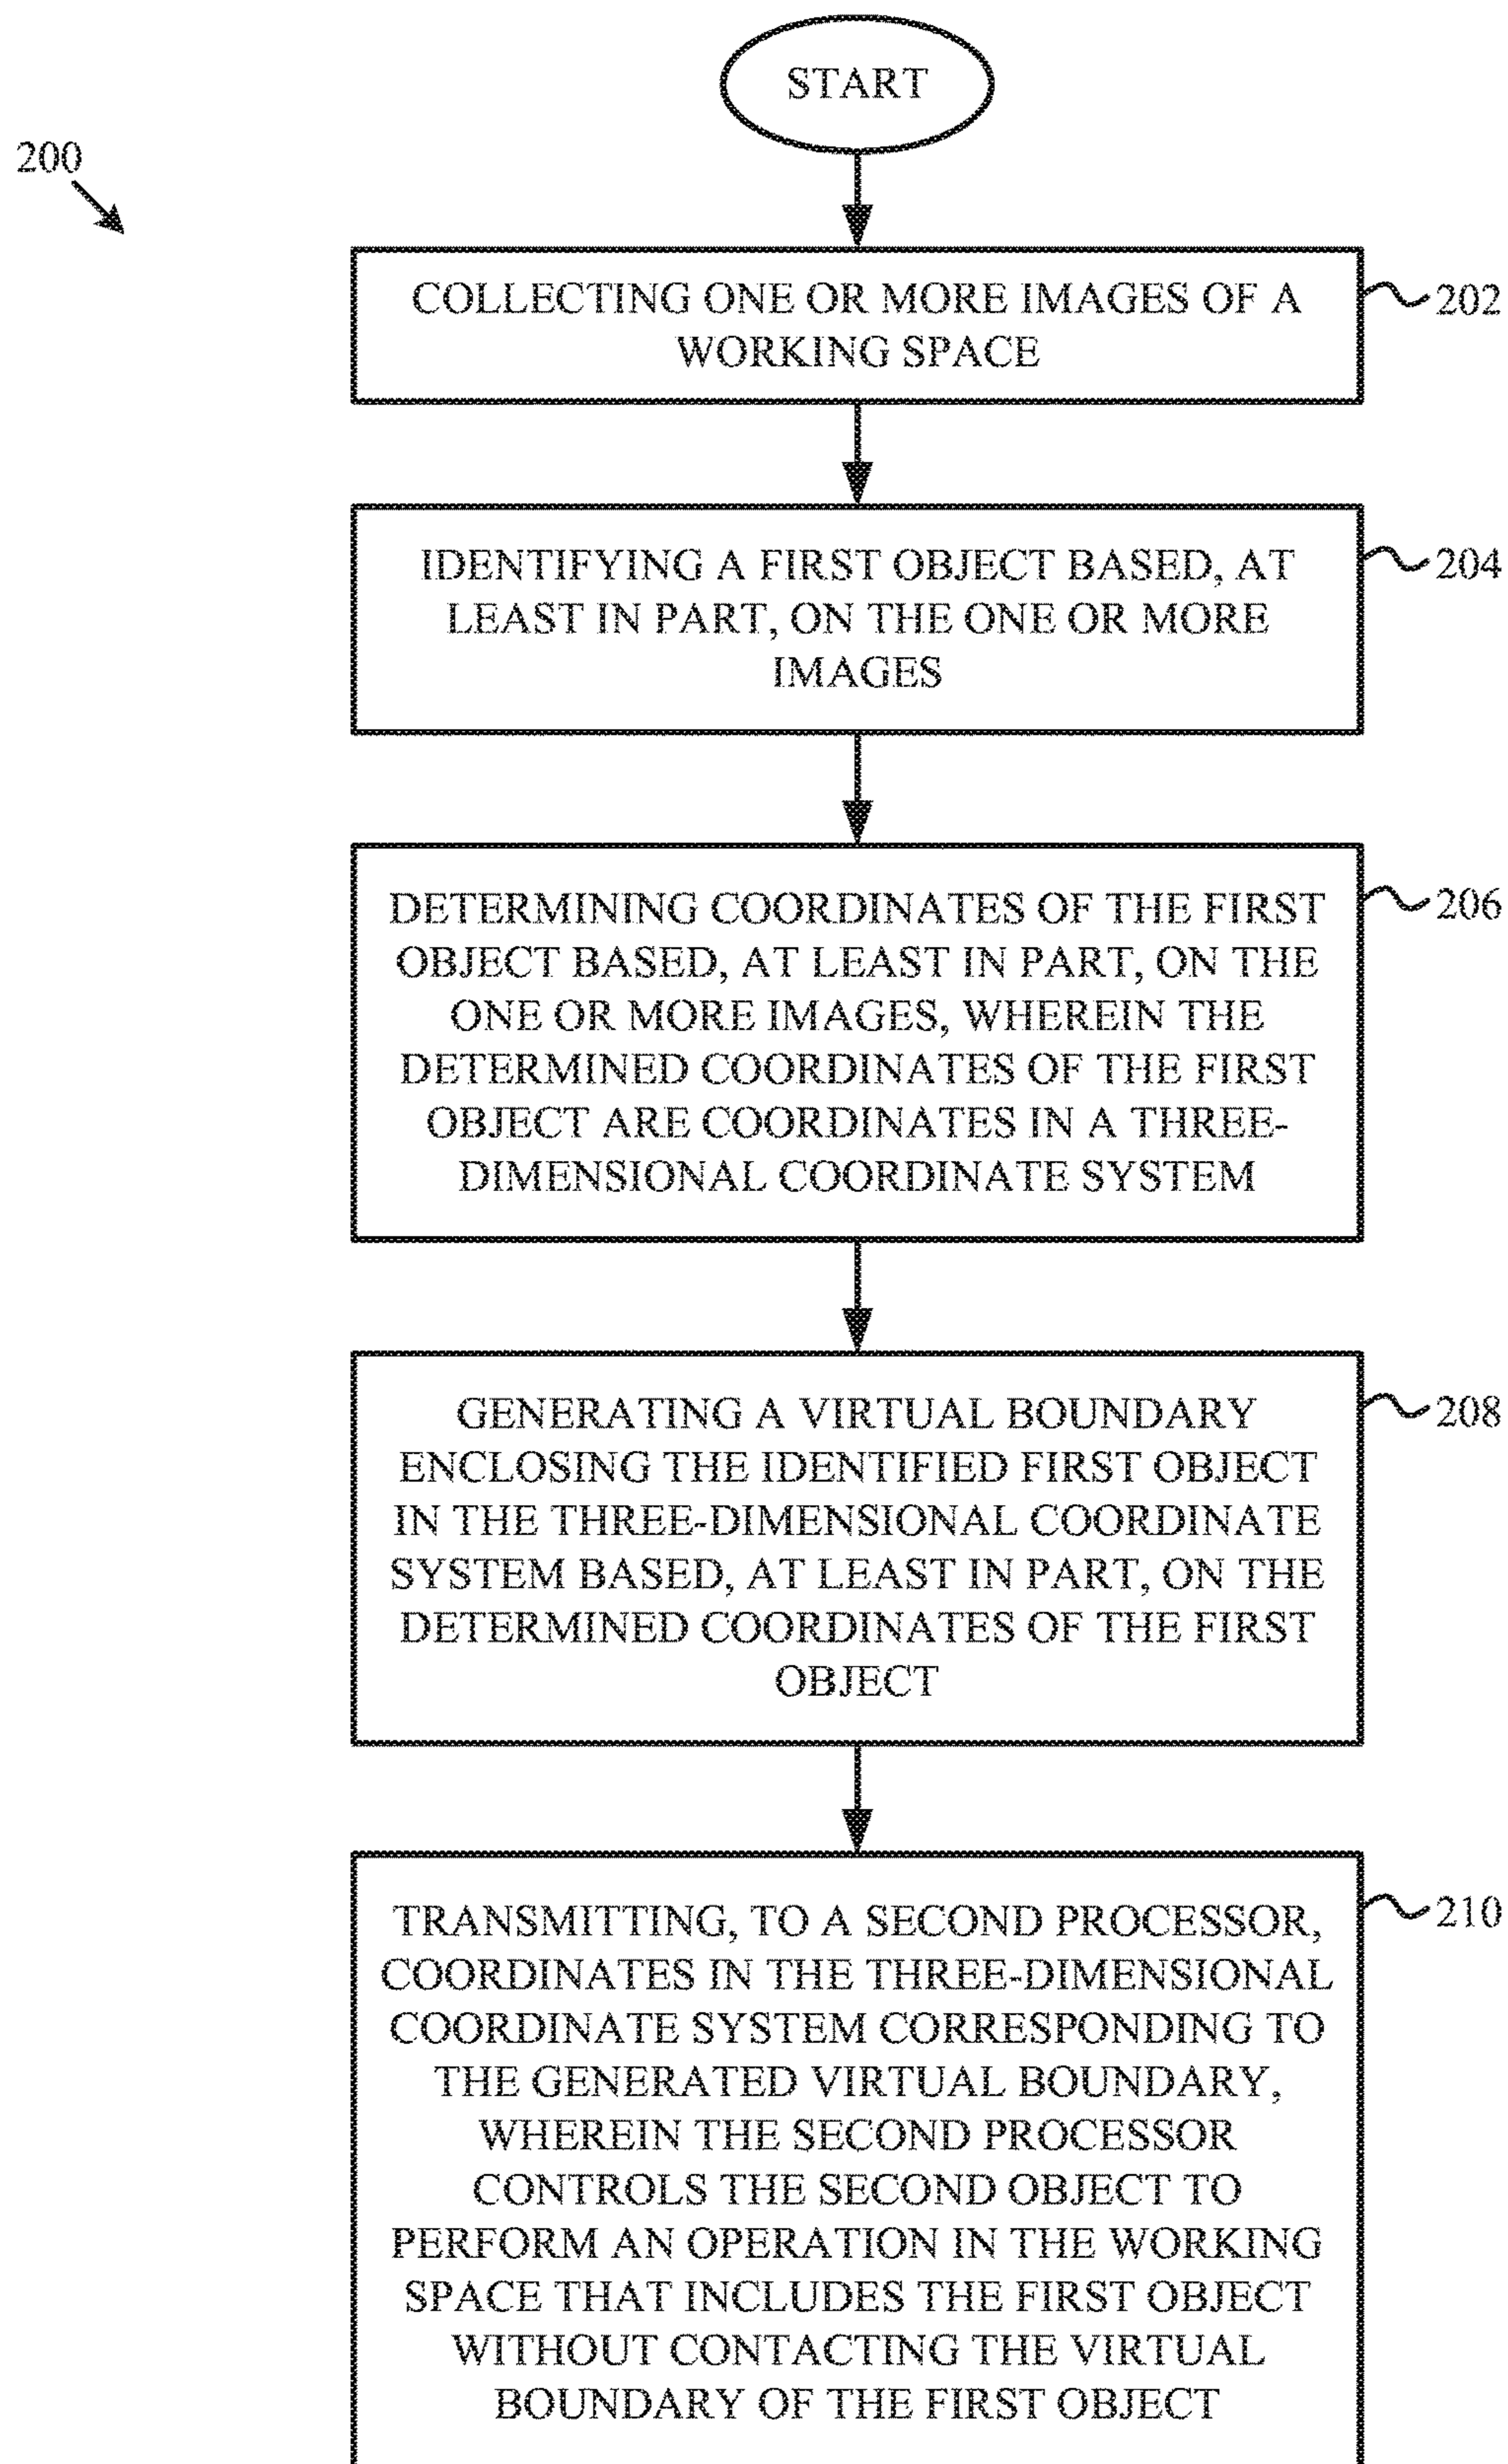 START
200
COLLECTING ONE OR MORE IMAGES OF A
WORKING SPACE
202
IDENTIFYING A FIRST OBJECT BASED, AT
LEAST IN PART, ON THE ONE OR MORE
IMAGES
204
DETERMINING COORDINATES OF THE FIRST
OBJECT BASED, AT LEAST IN PART, ON THE
ONE OR MORE IMAGES, WHEREIN THE
DETERMINED COORDINATES OF THE FIRST
OBJECT ARE COORDINATES IN A THREE-
DIMENSIONAL COORDINATE SYSTEM
206
GENERATING A VIRTUAL BOUNDARY
ENCLOSING THE IDENTIFIED FIRST OBJECT
IN THE THREE-DIMENSIONAL COORDINATE
SYSTEM BASED, AT LEAST IN PART, ON THE
DETERMINED COORDINATES OF THE FIRST
OBJECT
208
TRANSMITTING, TO A SECOND PROCESSOR,
COORDINATES IN THE THREE-DIMENSIONAL
COORDINATE SYSTEM CORRESPONDING TO
THE GENERATED VIRTUAL BOUNDARY,
WHEREIN THE SECOND PROCESSOR
CONTROLS THE SECOND OBJECT TO
PERFORM AN OPERATION IN THE WORKING
SPACE THAT INCLUDES THE FIRST OBJECT
WITHOUT CONTACTING THE VIRTUAL
BOUNDARY OF THE FIRST OBJECT
210